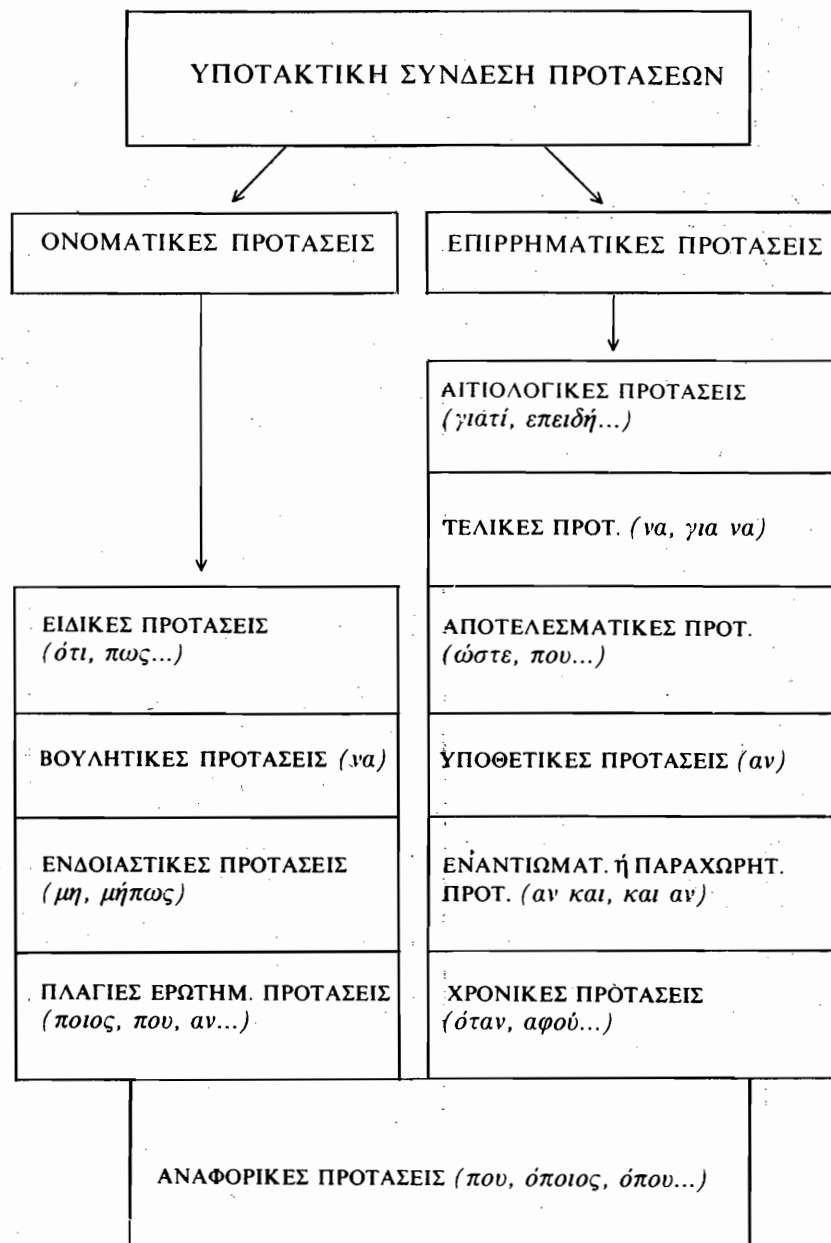 ΥΠΟΤΑΚΤΙΚΗ ΣΥΝΔΕΣΗ ΠΡΟΤΑΣΕΩΝ
ΟΝΟΜΑΤΙΚΕΣ ΠΡΟΤΑΣΕΙΣ
ΕΠΙΡΡΗΜΑΤΙΚΕΣ ΠΡΟΤΑΣΕΙΣ
ΕΙΔΙΚΕΣ ΠΡΟΤΑΣΕΙΣ
(ότι, πως...)
ΒΟΥΛΗΤΙΚΕΣ ΠΡΟΤΑΣΕΙΣ (να)
ΕΝΔΟΙΑΣΤΙΚΕΣ ΠΡΟΤΑΣΕΙΣ
(μη, μήπως)
ΠΛΑΓΙΕΣ ΕΡΩΤΗΜ. ΠΡΟΤΑΣΕΙΣ
(ποιος, που, αν...)
ΑΙΤΙΟΛΟΓΙΚΕΣ ΠΡΟΤΑΣΕΙΣ
(γιατί, επειδή...)
ΤΕΛΙΚΕΣ ΠΡΟΤ. (να, για να)
ΑΠΟΤΕΛΕΣΜΑΤΙΚΕΣ ΠΡΟΤ.
(ώστε, που...)
ΥΠΟΘΕΤΙΚΕΣ ΠΡΟΤΑΣΕΙΣ (αν)
ΕΝΑΝΤΙΩΜΑΤ. ή ΠΑΡΑΧΩΡΗΤ.
ΠΡΟΤ. (αν και, και αν)
ΧΡΟΝΙΚΕΣ ΠΡΟΤΑΣΕΙΣ
(όταν, αφού...)
ΑΝΑΦΟΡΙΚΕΣ ΠΡΟΤΑΣΕΙΣ (που, όποιος, όπου...)